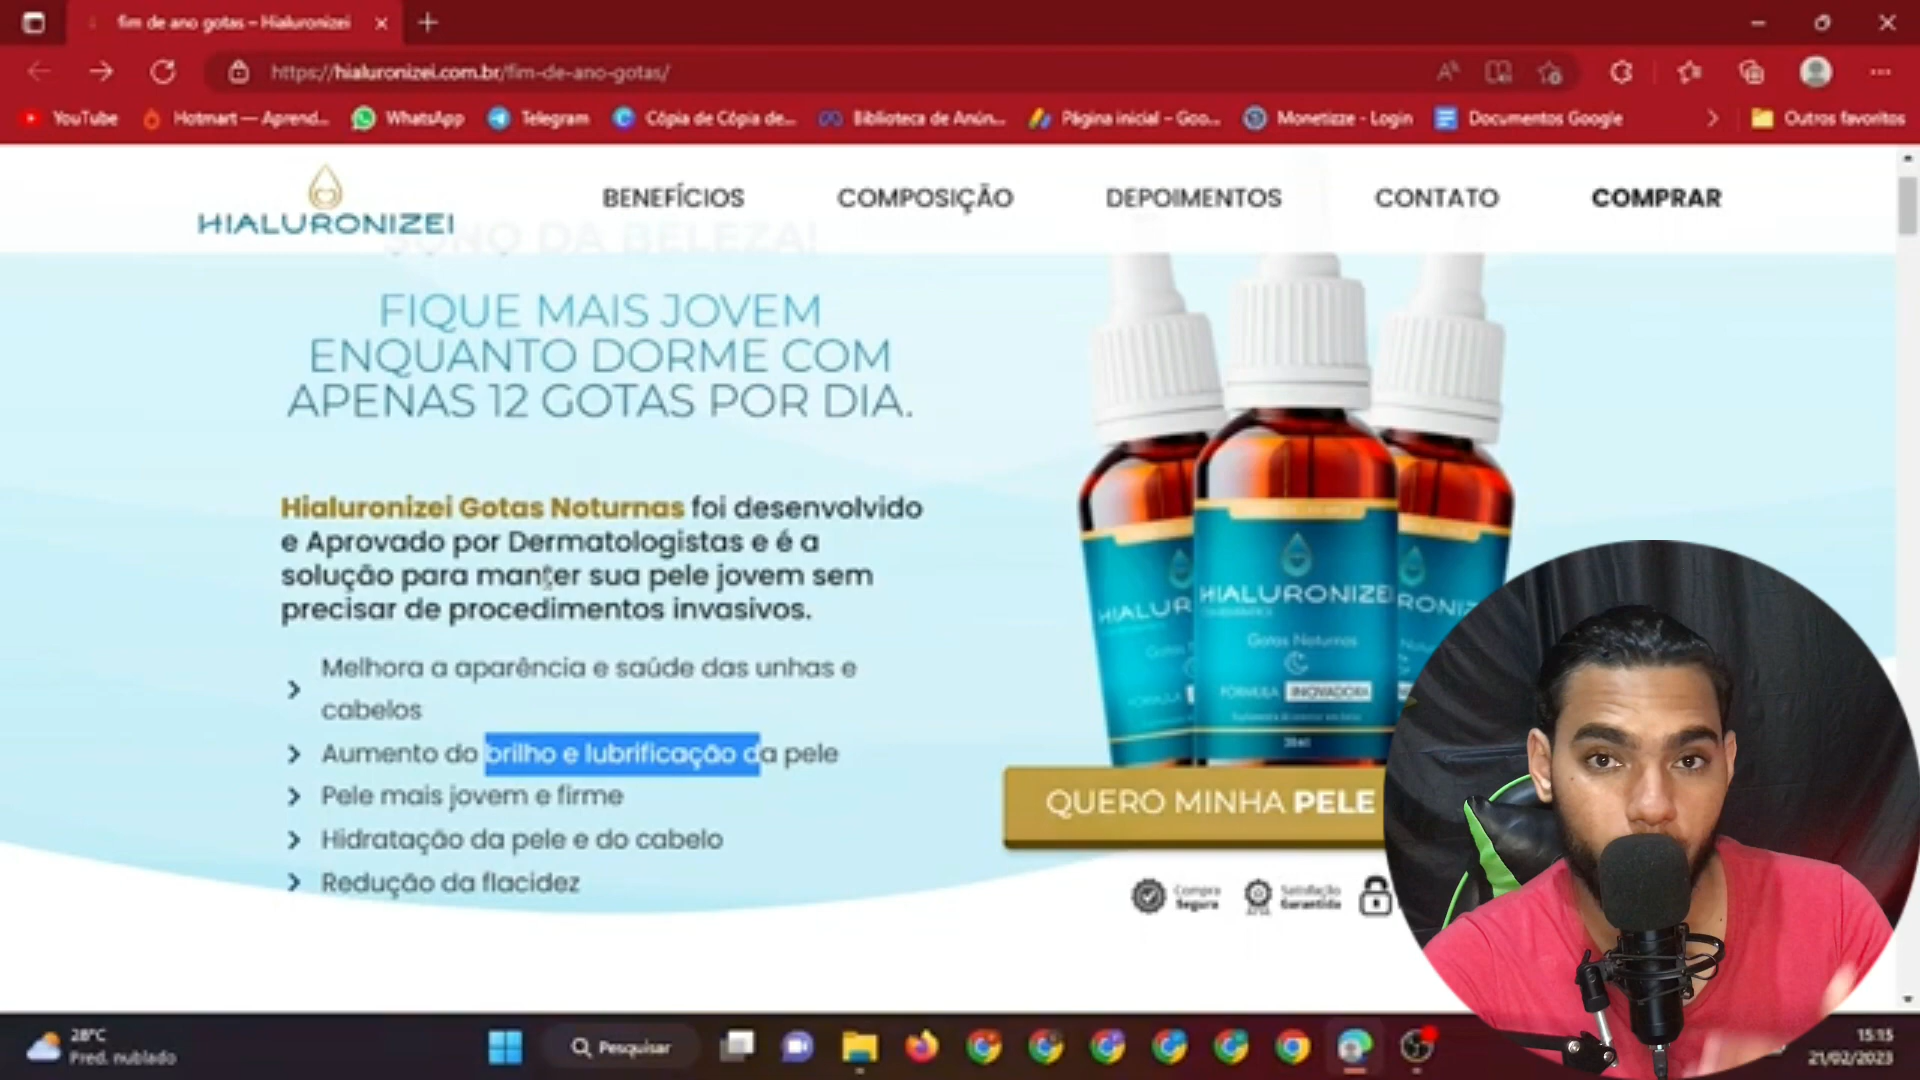 fim de ano gotas – Hialuronizei
https://hialuronizei.com.br/fim-de-ano-gotas/
YouTube
Hotmart — Aprend...
WhatsApp
Telegram
Cópia de Cópia de...
Biblioteca de Anún...
Página inicial – Goo...
Monetizze - Login
Documentos Google
Outros favoritos
HIALURONIZEI
BENEFÍCIOS
COMPOSIÇÃO
DEPOIMENTOS
CONTATO
COMPRAR
SONO DA BELEZA!
FIQUE MAIS JOVEM
ENQUANTO DORME COM
APENAS 12 GOTAS POR DIA.
Hialuronizei Gotas Noturnas foi desenvolvido
e Aprovado por Dermatologistas e é a
solução para manter sua pele jovem sem
precisar de procedimentos invasivos.
Melhora a aparência e saúde das unhas e
cabelos
Aumento do brilho e lubrificação da pele
Pele mais jovem e firme
Hidratação da pele e do cabelo
Redução da flacidez
HIALURONIZEI
Gotas Noturnas
FÓRMULA INOVADORA
QUERO MINHA PELE
Compra
Segura
Satisfação
Garantida
28°C
Pred. nublado
Pesquisar
15:15
21/02/2023